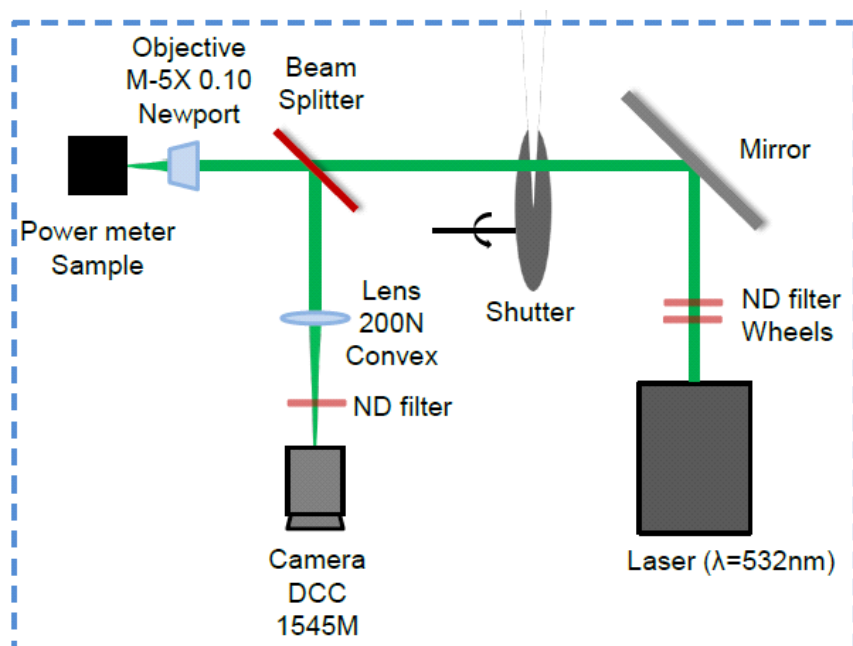 Objective
M-5X 0.10
Newport
Beam
Splitter
Mirror
Power meter
Sample
Lens
200N
Convex
Shutter
ND filter
Wheels
ND filter
Camera
DCC
1545M
Laser (λ=532nm)